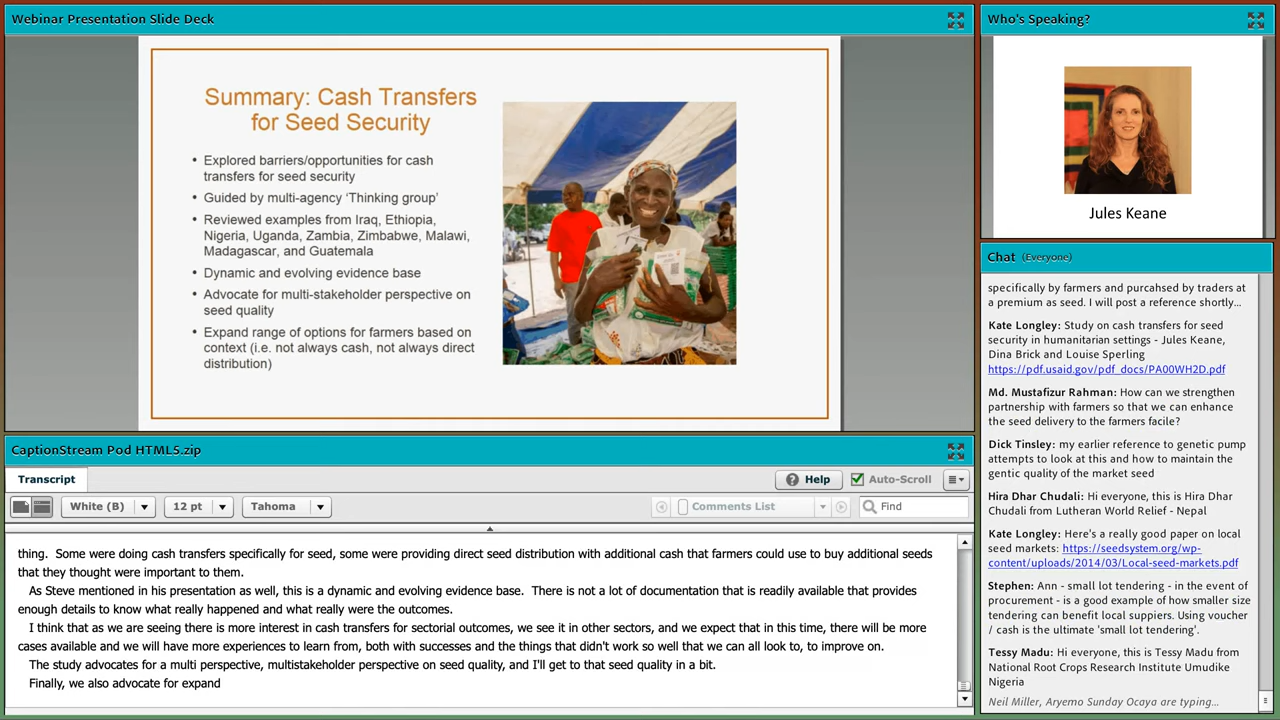 Webinar Presentation Slide Deck
Summary: Cash Transfers
for Seed Security
• Explored barriers/opportunities for cash
transfers for seed security
• Guided by multi-agency ‘Thinking group’
• Reviewed examples from Iraq, Ethiopia,
Nigeria, Uganda, Zambia, Zimbabwe, Malawi,
Madagascar, and Guatemala
• Dynamic and evolving evidence base
• Advocate for multi-stakeholder perspective on
seed quality
• Expand range of options for farmers based on
context (i.e. not always cash, not always direct
distribution)
Who's Speaking?
Jules Keane
Chat (Everyone)
specifically by farmers and purcahsed by traders at
a premium as seed. I will post a reference shortly...
Kate Longley: Study on cash transfers for seed
security in humanitarian settings - Jules Keane,
Dina Brick and Louise Sperling
https://pdf.usaid.gov/pdf_docs/PA00WH2D.pdf
Md. Mustafizur Rahman: How can we strengthen
partnership with farmers so that we can enhance
the seed delivery to the farmers facile?
Dick Tinsley: my earlier reference to genetic pump
attempts to look at this and how to maintain the
gentic quality of the market seed
Hira Dhar Chudali: Hi everyone, this is Hira Dhar
Chudali from Lutheran World Relief - Nepal
Kate Longley: Here's a really good paper on local
seed markets: https://seedsystem.org/wp-
content/uploads/2014/03/Local-seed-markets.pdf
Stephen: Ann - small lot tendering - in the event of
procurement - is a good example of how smaller size
tendering can benefit local suppiers. Using voucher
/ cash is the ultimate 'small lot tendering'.
Tessy Madu: Hi everyone, this is Tessy Madu from
National Root Crops Research Institute Umudike
Nigeria
Neil Miller, Aryemo Sunday Ocaya are typing...
CaptionStream Pod HTML5.zip
Transcript
Help
Auto-Scroll
White (B)
12 pt
Tahoma
Comments List
Find
thing. Some were doing cash transfers specifically for seed, some were providing direct seed distribution with additional cash that farmers could use to buy additional seeds
that they thought were important to them.
As Steve mentioned in his presentation as well, this is a dynamic and evolving evidence base. There is not a lot of documentation that is readily available that provides
enough details to know what really happened and what really were the outcomes.
I think that as we are seeing there is more interest in cash transfers for sectorial outcomes, we see it in other sectors, and we expect that in this time, there will be more
cases available and we will have more experiences to learn from, both with successes and the things that didn't work so well that we can all look to, to improve on.
The study advocates for a multi perspective, multistakeholder perspective on seed quality, and I'll get to that seed quality in a bit.
Finally, we also advocate for expand